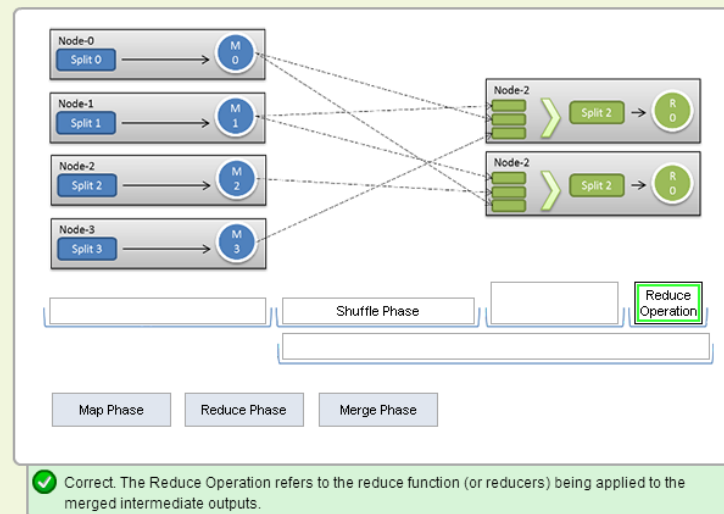 Node-0
Split 0
M
0
Node-1
Split 1
M
1
Node-2
Split 2
M
2
Node-3
Split 3
M
3
Node-2
Split 2
R
0
Node-2
Split 2
R
0
Shuffle Phase
Reduce
Operation
Map Phase
Reduce Phase
Merge Phase
Correct. The Reduce Operation refers to the reduce function (or reducers) being applied to the
merged intermediate outputs.